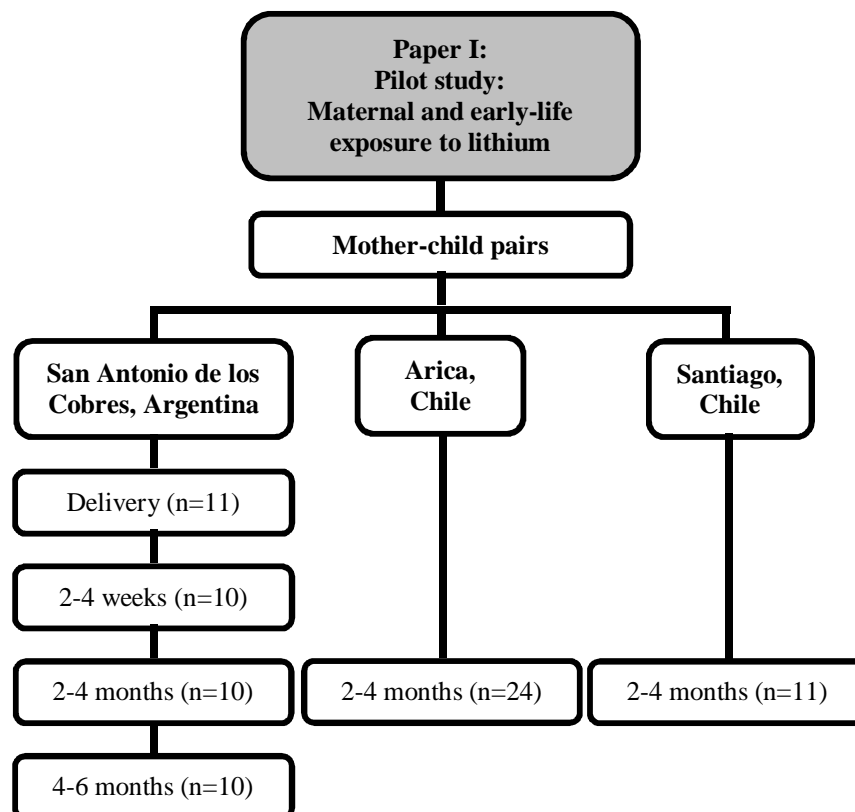 Paper I:
Pilot study:
Maternal and early-life
exposure to lithium
Mother-child pairs
San Antonio de los
Cobres, Argentina
Arica,
Chile
Santiago,
Chile
Delivery (n=11)
2-4 weeks (n=10)
2-4 months (n=10)
2-4 months (n=24)
2-4 months (n=11)
4-6 months (n=10)